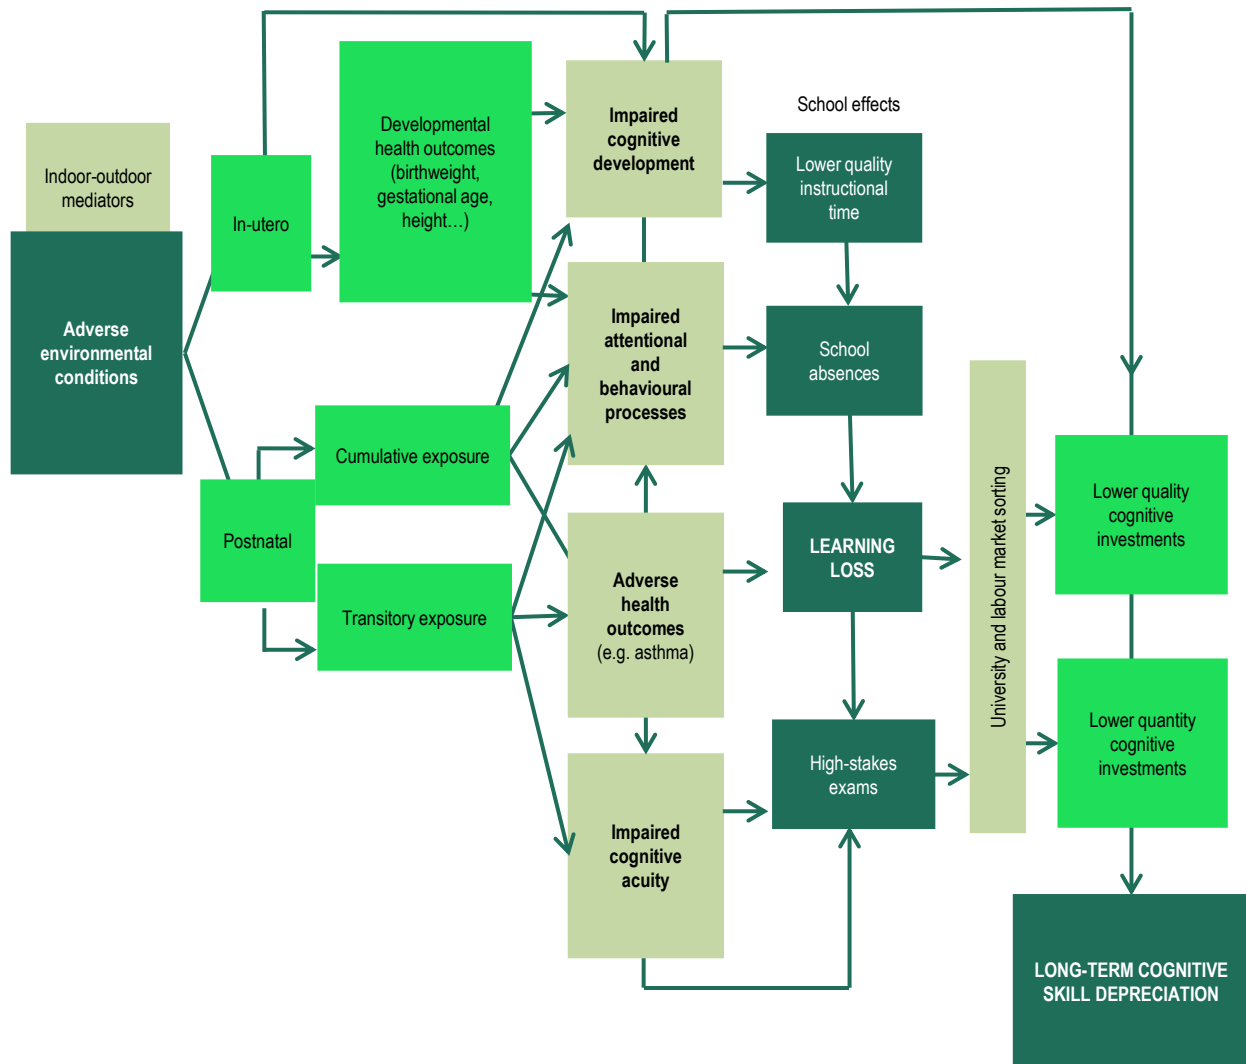 Indoor-outdoor
mediators
Adverse
environmental
conditions
In-utero
Postnatal
Developmental
health outcomes
(birthweight,
gestational age,
height…)
Cumulative exposure
Transitory exposure
Impaired
cognitive
development
Impaired
attentional
and
behavioural
processes
Adverse
health
outcomes
(e.g. asthma)
Impaired
cognitive
acuity
School effects
Lower quality
instructional
time
School
absences
LEARNING
LOSS
High-stakes
exams
University and labour market sorting
Lower quality
cognitive
investments
Lower quantity
cognitive
investments
LONG-TERM COGNITIVE
SKILL DEPRECIATION